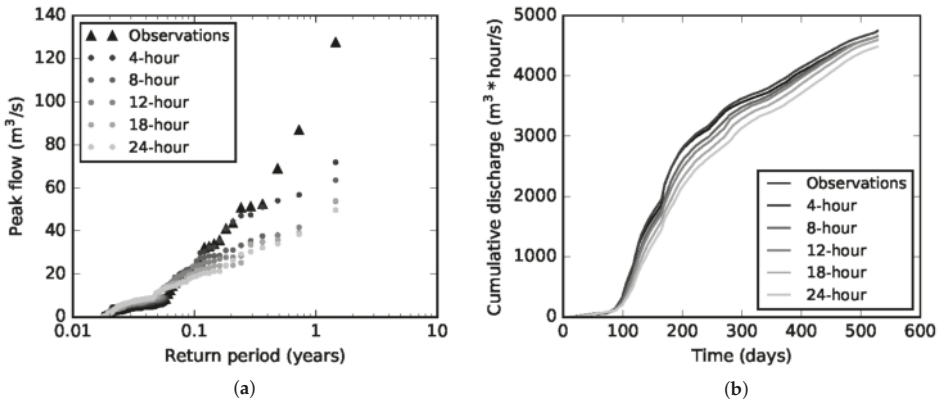 140
120
100
80
60
40
20
0
Peak flow (m³/s)
Observations
4-hour
8-hour
12-hour
18-hour
24-hour
0.01
0.1
1
10
Return period (years)
(a)
5000
4000
3000
2000
1000
0
Cumulative discharge (m³*hour/s)
Observations
4-hour
8-hour
12-hour
18-hour
24-hour
0
100
200
300
400
500
600
Time (days)
(b)